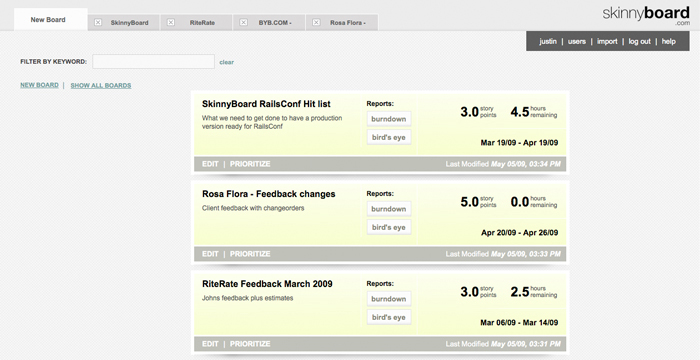 New Board
SkinnyBoard
RiteRate
BYB.COM -
Rosa Flora -
skinnyboard
.com
justin | users | import | log out | help
FILTER BY KEYWORD:
clear
NEW BOARD | SHOW ALL BOARDS
SkinnyBoard RailsConf Hit list
What we need to get done to have a production
version ready for RailsConf
Reports:
burndown
bird's eye
3.0 story points
4.5 hours remaining
Mar 19/09 - Apr 19/09
EDIT | PRIORITIZE
Last Modified May 05/09, 03:34 PM
Rosa Flora - Feedback changes
Client feedback with changeorders
Reports:
burndown
bird's eye
5.0 story points
0.0 hours remaining
Apr 20/09 - Apr 26/09
EDIT | PRIORITIZE
Last Modified May 05/09, 03:33 PM
RiteRate Feedback March 2009
Johns feedback plus estimates
Reports:
burndown
bird's eye
3.0 story points
2.5 hours remaining
Mar 06/09 - Mar 14/09
EDIT | PRIORITIZE
Last Modified May 05/09, 03:31 PM